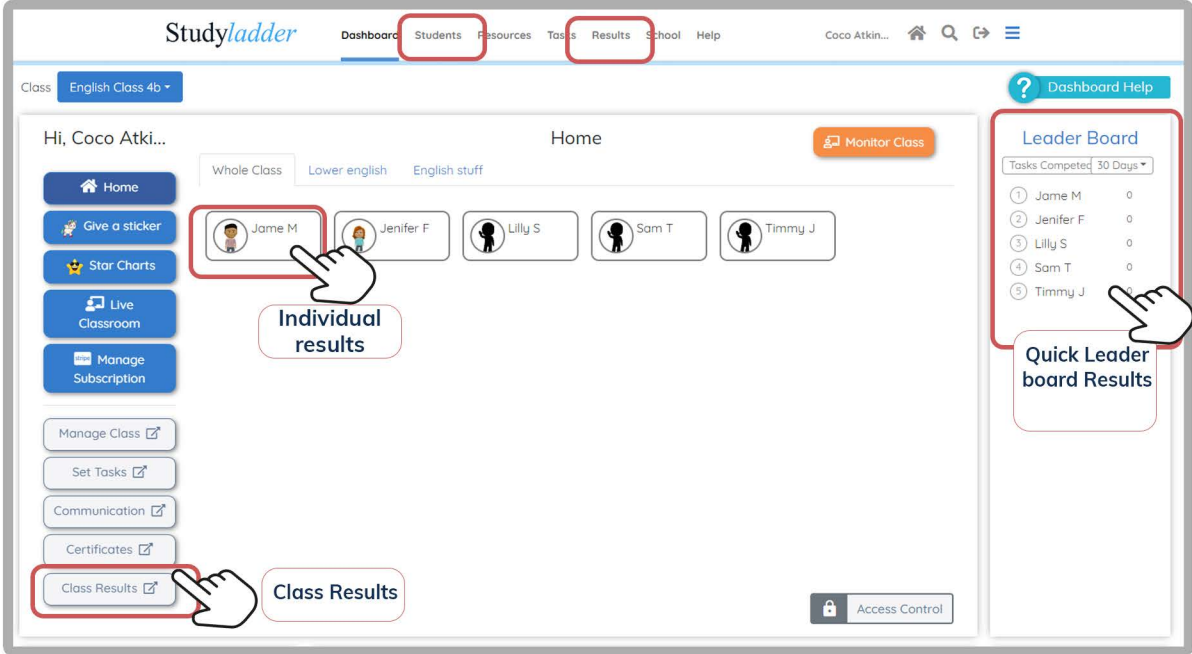 Studyladder
Dashboard Students Resources Tasks Results School Help
Coco Atkin...
Class English Class 4b
? Dashboard Help
Hi, Coco Atki...
Home
Monitor Class
Leader Board
Whole Class Lower english English stuff
Tasks Competed 30 Days
Home
Give a sticker
Star Charts
Live
Classroom
stripe Manage
Subscription
Jame M Jenifer F Lilly S Sam T Timmy J
1 Jame M 0
2 Jenifer F 0
3 Lilly S 0
4 Sam T 0
5 Timmy J 0
Individual
results
Quick Leader
board Results
Manage Class
Set Tasks
Communication
Certificates
Class Results
Class Results
Access Control